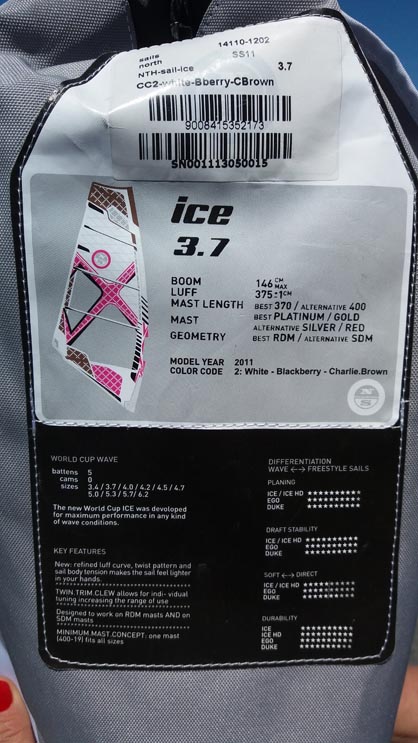 sails 14110-1202
north SS11
NTH-sail-ice 3.7
CC2-white-Bberry-CBrown
9008415352173
SN001113050015
ice
3.7
BOOM 146 CM MAX
LUFF 375±1CM
MAST LENGTH BEST 370 / ALTERNATIVE 400
MAST BEST PLATINUM / GOLD
ALTERNATIVE SILVER / RED
GEOMETRY BEST RDM / ALTERNATIVE SDM
MODEL YEAR 2011
COLOR CODE 2: White - Blackberry - Charlie.Brown
N S
WORLD CUP WAVE
battens 5
cams 0
sizes 3.4 / 3.7 / 4.0 / 4.2 / 4.5 / 4.7
5.0 / 5.3 / 5.7 / 6.2
The new World Cup ICE was developed
for maximum performance in any kind
of wave conditions.
KEY FEATURES
New: refined luff curve, twist pattern and
sail body tension makes the sail feel lighter
in your hands.
TWIN.TRIM.CLEW allows for indi- vidual
tuning increasing the range of use
Designed to work on RDM masts AND on
SDM masts
MINIMUM MAST.CONCEPT: one mast
(400-19) fits all sizes
DIFFERENTIATION
WAVE <--> FREESTYLE SAILS
PLANING
ICE / ICE HD
EGO
DUKE
DRAFT STABILITY
ICE / ICE HD
EGO
DUKE
SOFT <--> DIRECT
ICE / ICE HD
EGO
DUKE
DURABILITY
ICE
ICE HD
EGO
DUKE